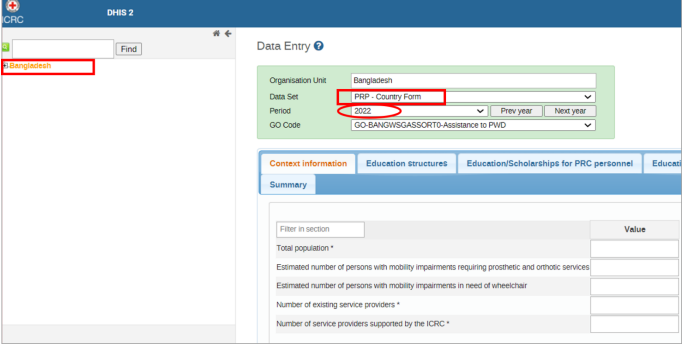 ICRC
DHIS 2
Find
Bangladesh
Data Entry
Organisation Unit Bangladesh
Data Set PRP - Country Form
Period 2022 Prev year Next year
GO Code GO-BANGWSGASSORT0-Assistance to PWD
Context information Education structures Education/Scholarships for PRC personnel Educati
Summary
Filter in section Value
Total population *
Estimated number of persons with mobility impairments requiring prosthetic and orthotic services
Estimated number of persons with mobility impairments in need of wheelchair
Number of existing service providers *
Number of service providers supported by the ICRC *